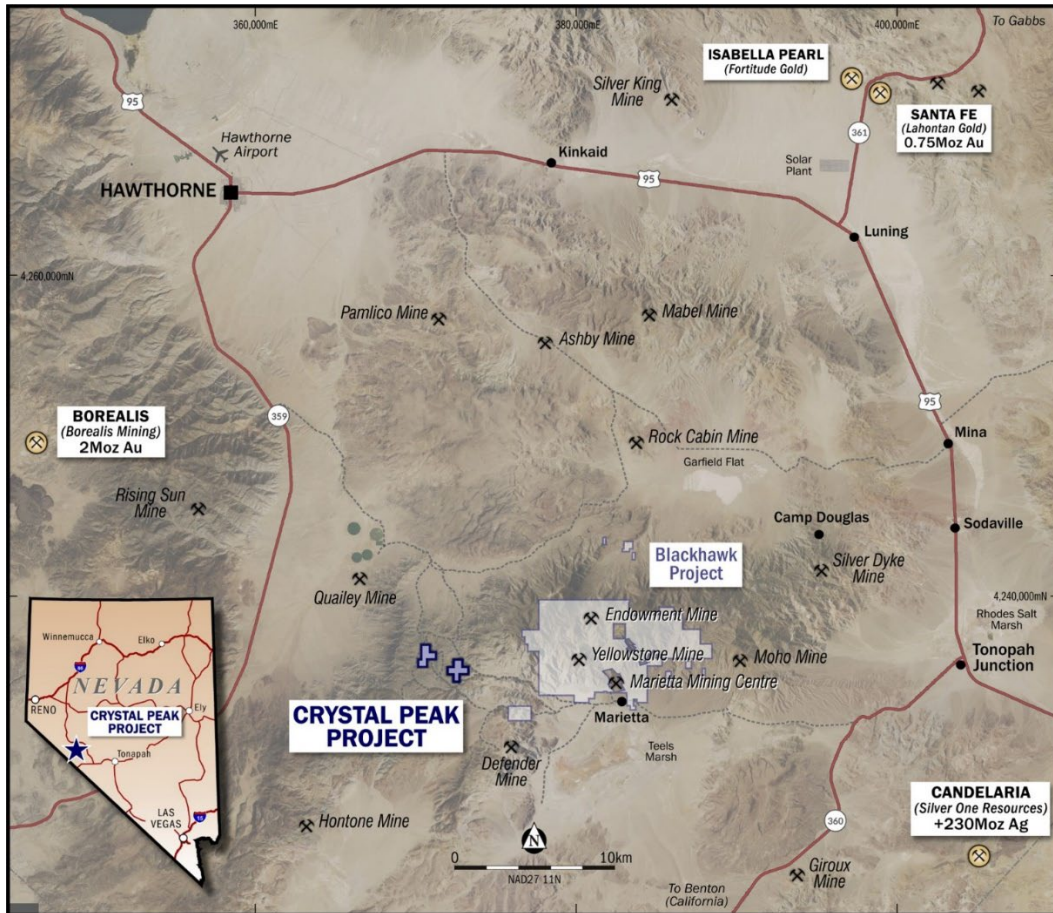 360,000mE
380,000mE
400,000mE
To Gabbs
ISABELLA PEARL
(Fortitude Gold)
Silver King
Mine
SANTA FE
(Lahontan Gold)
0.75Moz Au
95
Hawthorne
Airport
361
Kinkaid
Solar
Plant
HAWTHORNE
95
Luning
4,260,000mN
Pamlico Mine
Mabel Mine
Ashby Mine
95
359
BOREALIS
(Borealis Mining)
2Moz Au
Rock Cabin Mine
Mina
Garfield Flat
Rising Sun
Mine
Camp Douglas
Sodaville
Blackhawk
Project
Silver Dyke
Mine
Quailey Mine
4,240,000mN
Endowment Mine
Rhodes Salt
Marsh
Winnemucca
Elko
80
Yellowstone Mine
Moho Mine
Tonopah
Junction
NEVADA
Marietta Mining Centre
RENO
Ely
CRYSTAL PEAK
PROJECT
Marietta
CRYSTAL PEAK
PROJECT
Tonapah
Teels
Marsh
Defender
Mine
LAS
VEGAS
15
CANDELARIA
(Silver One Resources)
+230Moz Ag
Hontone Mine
360
N
0
10km
NAD27 11N
Giroux
Mine
To Benton
(California)